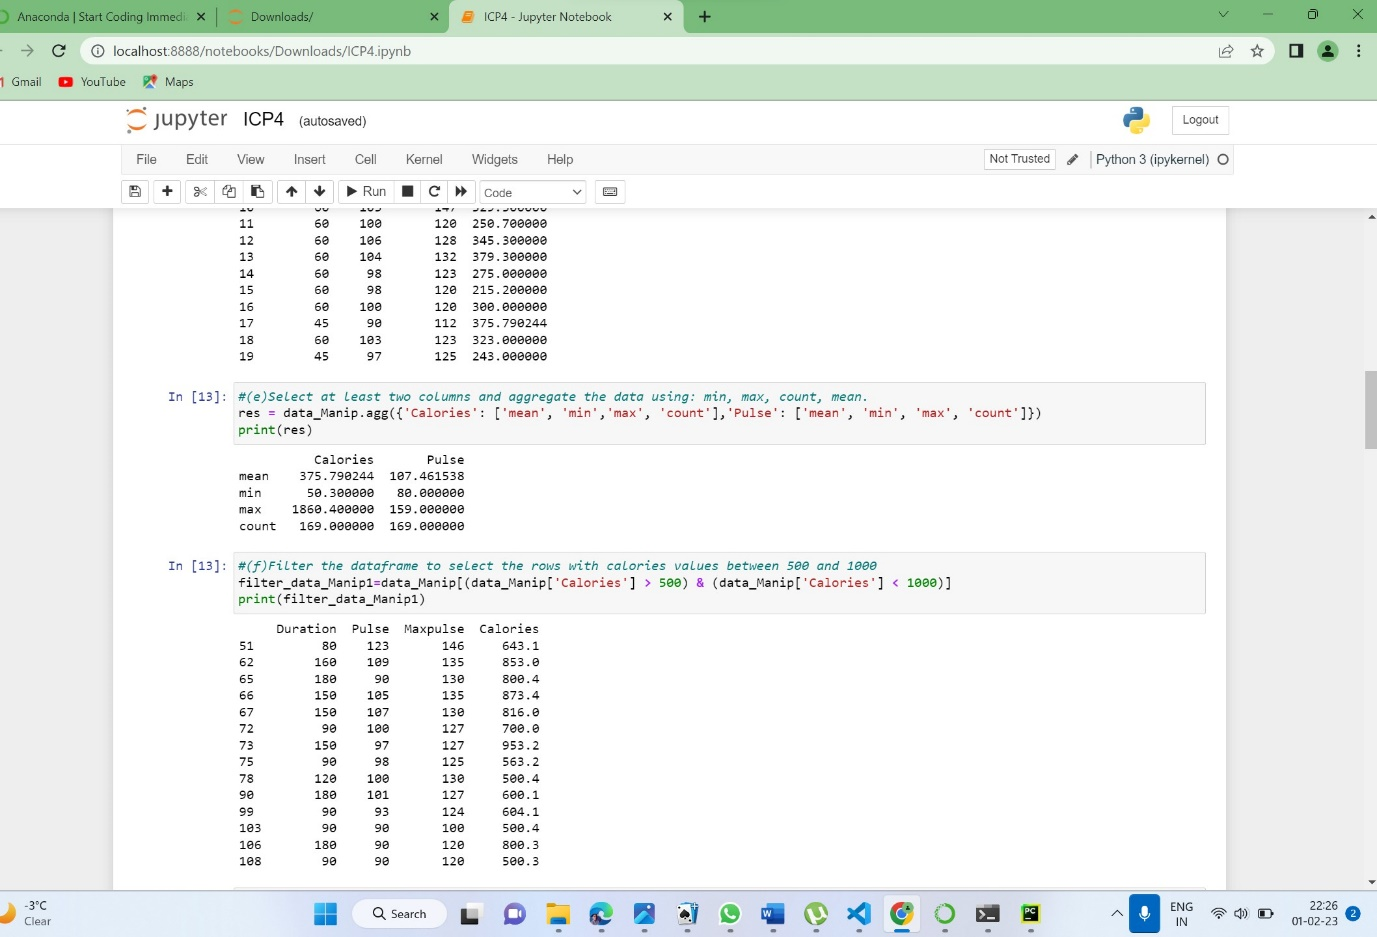 Anaconda | Start Coding Immedi
Downloads/
ICP4 - Jupyter Notebook
localhost:8888/notebooks/Downloads/ICP4.ipynb
Gmail YouTube Maps
jupyter ICP4 (autosaved)
Logout
File Edit View Insert Cell Kernel Widgets Help
Not Trusted
Python 3 (ipykernel)
Run Code
11 60 100 120 250.700000
12 60 106 128 345.300000
13 60 104 132 379.300000
14 60 98 123 275.000000
15 60 98 120 215.200000
16 60 100 120 300.000000
17 45 90 112 375.790244
18 60 103 123 323.000000
19 45 97 125 243.000000
In [13]: #(e)Select at least two columns and aggregate the data using: min, max, count, mean.
res = data_Manip.agg({'Calories': ['mean', 'min','max', 'count'],'Pulse': ['mean', 'min', 'max', 'count']})
print(res)
Calories Pulse
mean 375.790244 107.461538
min 50.300000 80.000000
max 1860.400000 159.000000
count 169.000000 169.000000
In [13]: #(f)Filter the dataframe to select the rows with calories values between 500 and 1000
filter_data_Manip1=data_Manip[(data_Manip['Calories'] > 500) & (data_Manip['Calories'] < 1000)]
print(filter_data_Manip1)
Duration Pulse Maxpulse Calories
51 80 123 146 643.1
62 160 109 135 853.0
65 180 90 130 800.4
66 150 105 135 873.4
67 150 107 130 816.0
72 90 100 127 700.0
73 150 97 127 953.2
75 90 98 125 563.2
78 120 100 130 500.4
90 180 101 127 600.1
99 90 93 124 604.1
103 90 90 100 500.4
106 180 90 120 800.3
108 90 90 120 500.3
-3°C
Clear
Search
ENG
IN
22:26
01-02-23
2